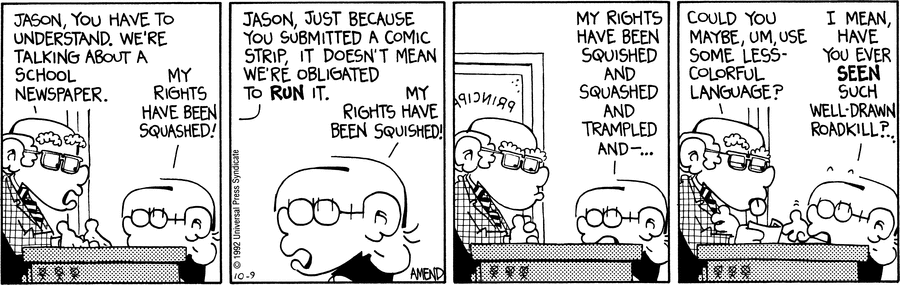 JASON, YOU HAVE TO
UNDERSTAND. WE'RE
TALKING ABOUT A
SCHOOL
NEWSPAPER.
MY
RIGHTS
HAVE BEEN
SQUASHED!
JASON, JUST BECAUSE
YOU SUBMITTED A COMIC
STRIP, IT DOESN'T MEAN
WE'RE OBLIGATED
TO RUN IT.
MY
RIGHTS HAVE
BEEN SQUISHED!
© 1992 Universal Press Syndicate
10-9
AMEND
MY RIGHTS
HAVE BEEN
SQUISHED
AND
SQUASHED
AND
TRAMPLED
AND—...
PRINCIPA
COULD YOU
MAYBE, UM, USE
SOME LESS-
COLORFUL
LANGUAGE?
I MEAN,
HAVE
YOU EVER
SEEN
SUCH
WELL-DRAWN
ROADKILL?...